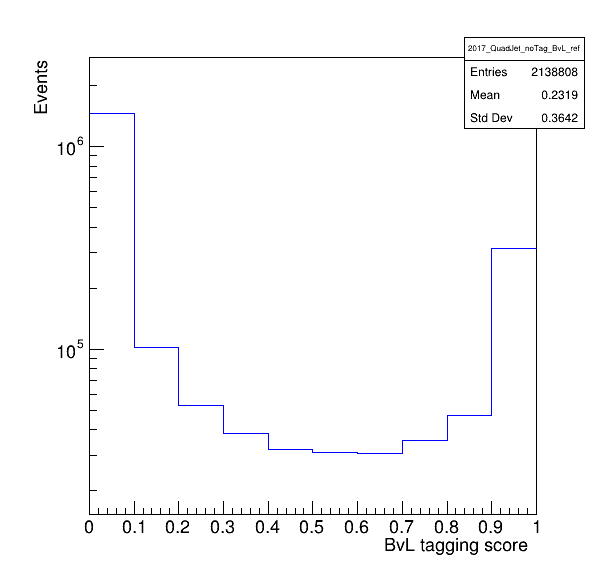 2017_QuadJet_noTag_BvL_ref
Entries 2138808
Mean 0.2319
Std Dev 0.3642
Events
10^6
10^5
0 0.1 0.2 0.3 0.4 0.5 0.6 0.7 0.8 0.9 1
BvL tagging score